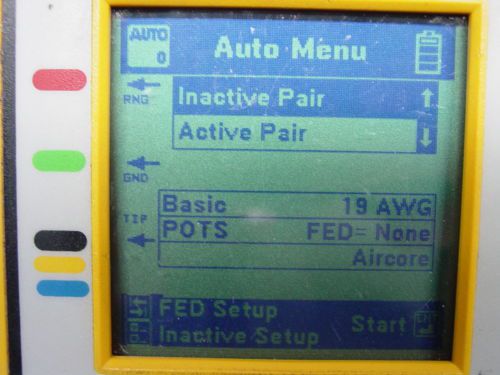 AUTO
0
Auto Menu
RNG
Inactive Pair
Active Pair
GND
Basic 19 AWG
TIP
POTS FED= None
Aircore
FED Setup
Inactive Setup Start